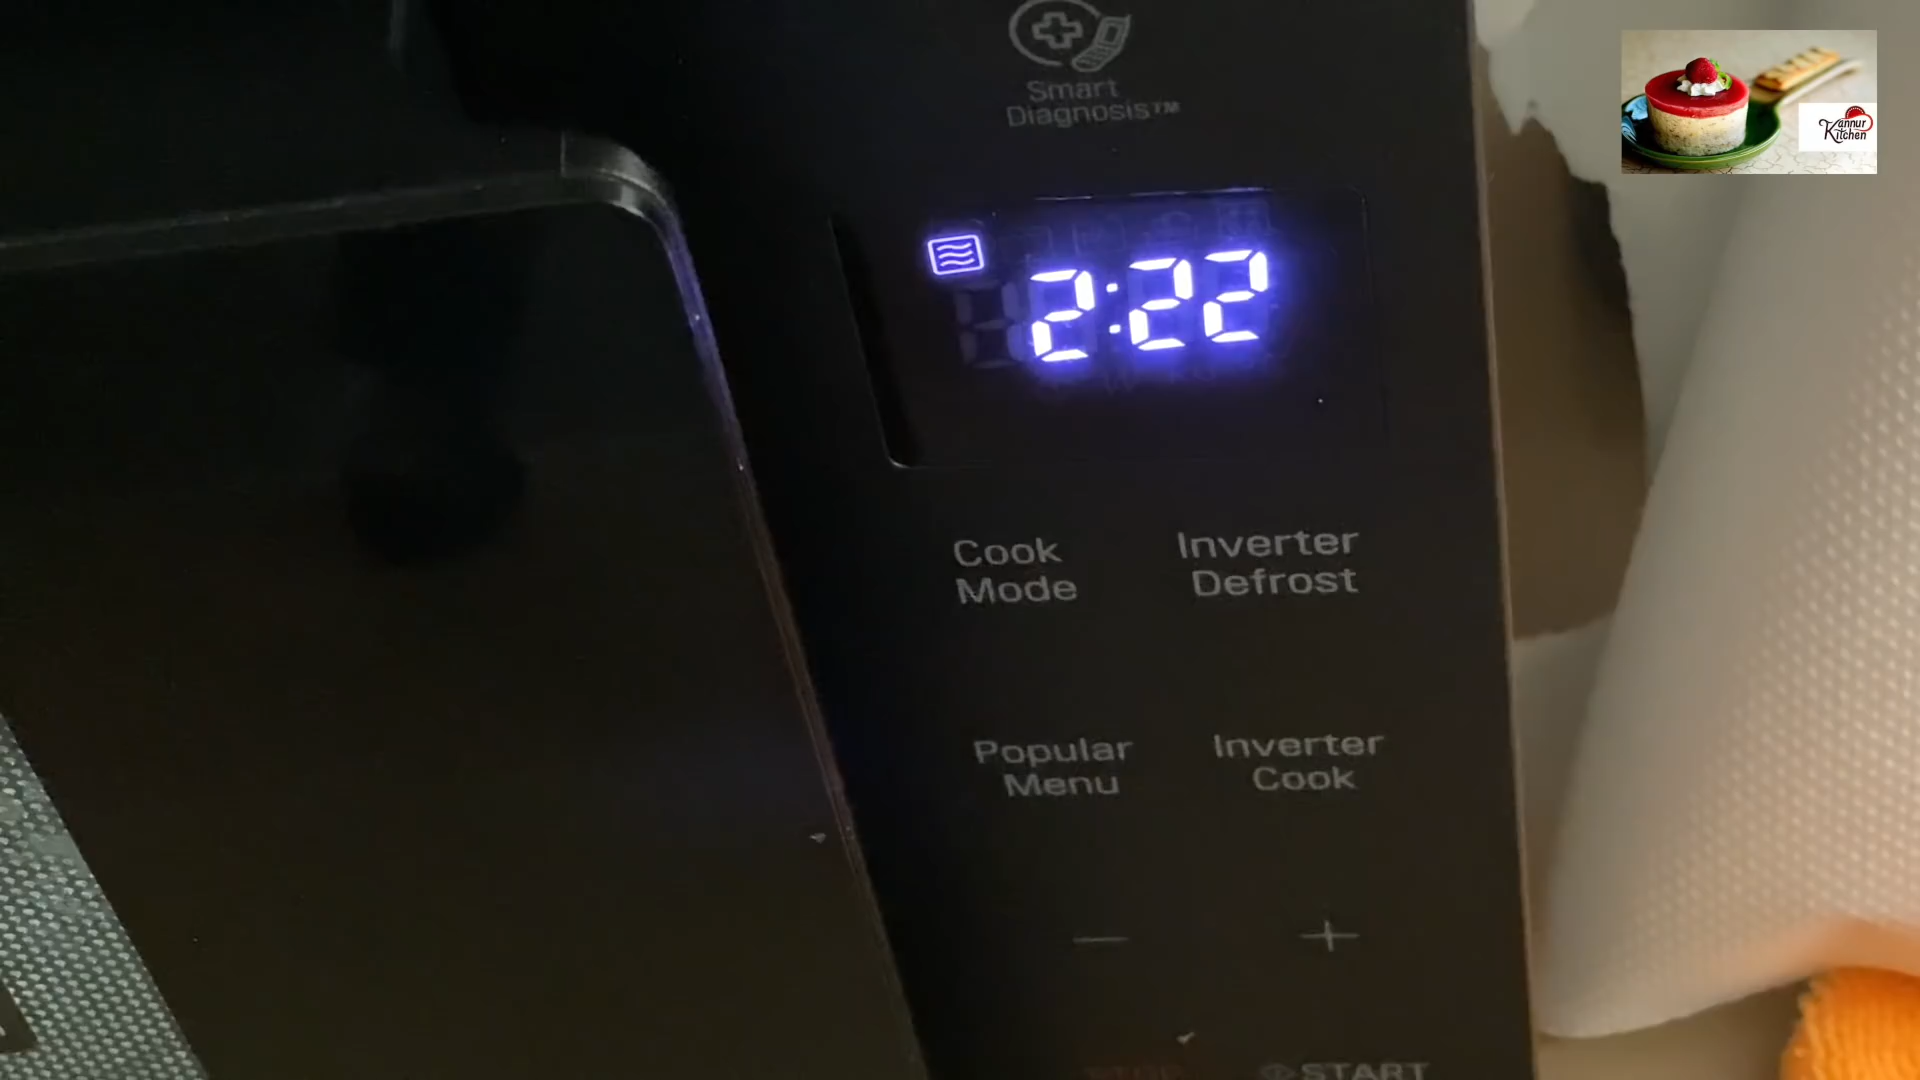 Smart
Diagnosis™
Kannur
Kitchen
2:22
Cook
Mode
Inverter
Defrost
Popular
Menu
Inverter
Cook
START